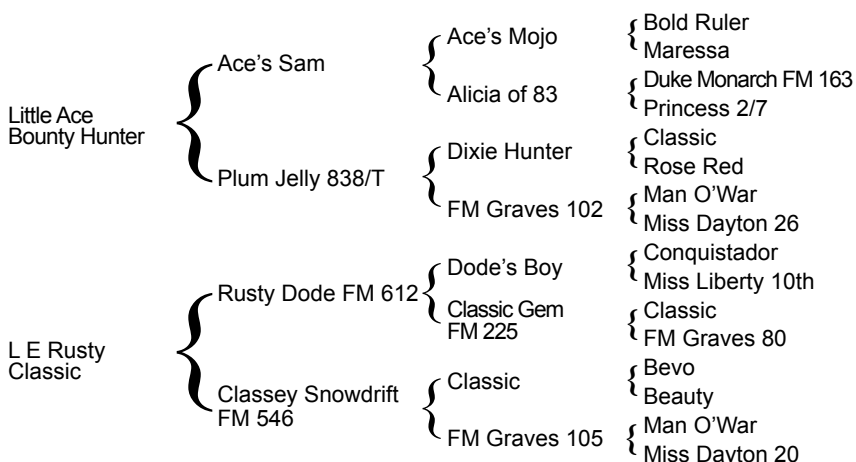 Little Ace
Bounty Hunter
Ace's Sam
Ace's Mojo
Bold Ruler
Maressa
Alicia of 83
Duke Monarch FM 163
Princess 2/7
Plum Jelly 838/T
Dixie Hunter
Classic
Rose Red
FM Graves 102
Man O'War
Miss Dayton 26
L E Rusty
Classic
Rusty Dode FM 612
Dode's Boy
Conquistador
Miss Liberty 10th
Classic Gem
FM 225
Classic
FM Graves 80
Classey Snowdrift
FM 546
Classic
Bevo
Beauty
FM Graves 105
Man O'War
Miss Dayton 20